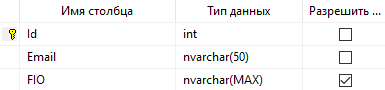 Имя столбца Тип данных Разрешить ...
Id int
Email nvarchar(50)
FIO nvarchar(MAX)